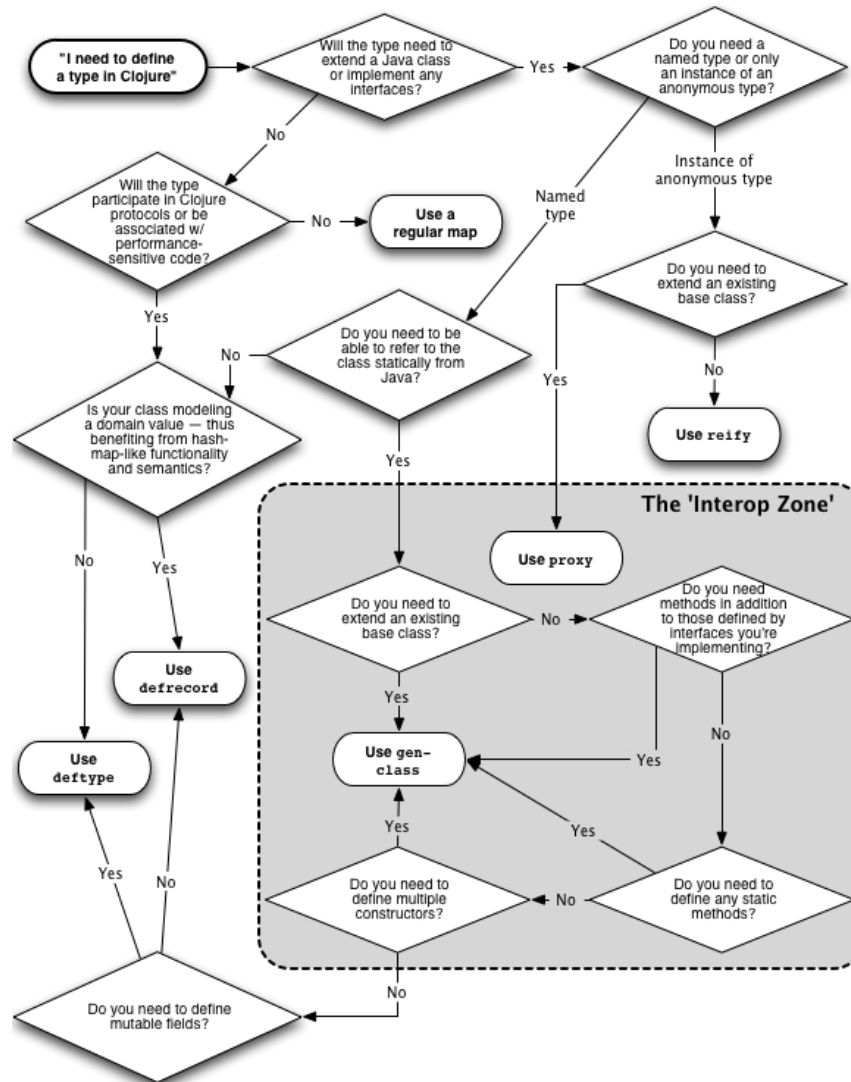 "I need to define
a type in Clojure"
Will the type need to
extend a Java class
or implement any
interfaces?
Yes
Do you need a
named type or only
an instance of an
anonymous type?
No
Instance of
anonymous type
Named
type
Will the type
participate in Clojure
protocols or be
associated w/
performance-
sensitive code?
No
Use a
regular map
Do you need to
extend an existing
base class?
Yes
Do you need to be
able to refer to the
class statically from
Java?
No
Yes
No
Use reify
Is your class modeling
a domain value — thus
benefiting from hash-
map-like functionality
and semantics?
Yes
The 'Interop Zone'
No
Yes
Use proxy
Do you need to
extend an existing
base class?
No
Do you need
methods in addition
to those defined by
interfaces you're
implementing?
Use
defrecord
Yes
No
Use
deftype
Use gen-
class
Yes
Yes
Yes
Yes
No
Do you need to
define multiple
constructors?
No
Do you need to
define any static
methods?
No
Do you need to define
mutable fields?